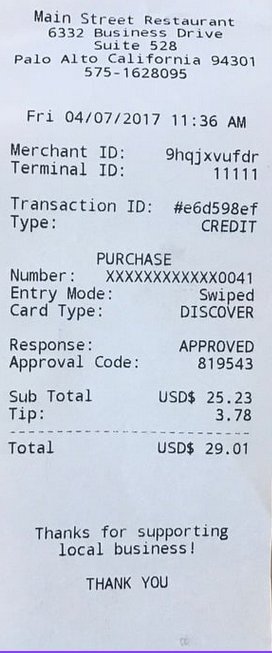 Main Street Restaurant
6332 Business Drive
Suite 528
Palo Alto California 94301
575-1628095
Fri 04/07/2017 11:36 AM
Merchant ID: 9hqjxvufdr
Terminal ID: 11111
Transaction ID: #e6d598ef
Type: CREDIT
PURCHASE
Number: XXXXXXXXXXXX0041
Entry Mode: Swiped
Card Type: DISCOVER
Response: APPROVED
Approval Code: 819543
Sub Total USD$ 25.23
Tip: 3.78
Total USD$ 29.01
Thanks for supporting
local business!
THANK YOU